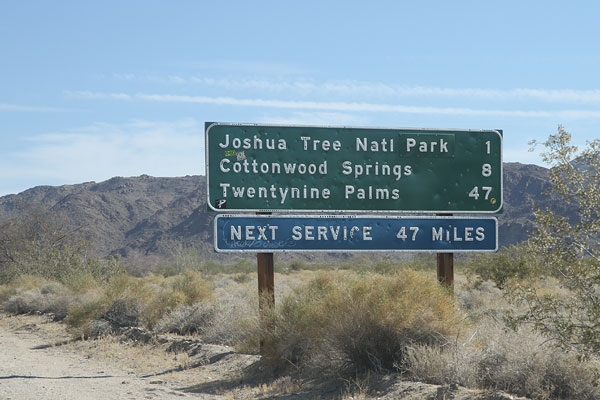 Joshua Tree Natl Park 1
Cottonwood Springs 8
Twentynine Palms 47
NEXT SERVICE 47 MILES